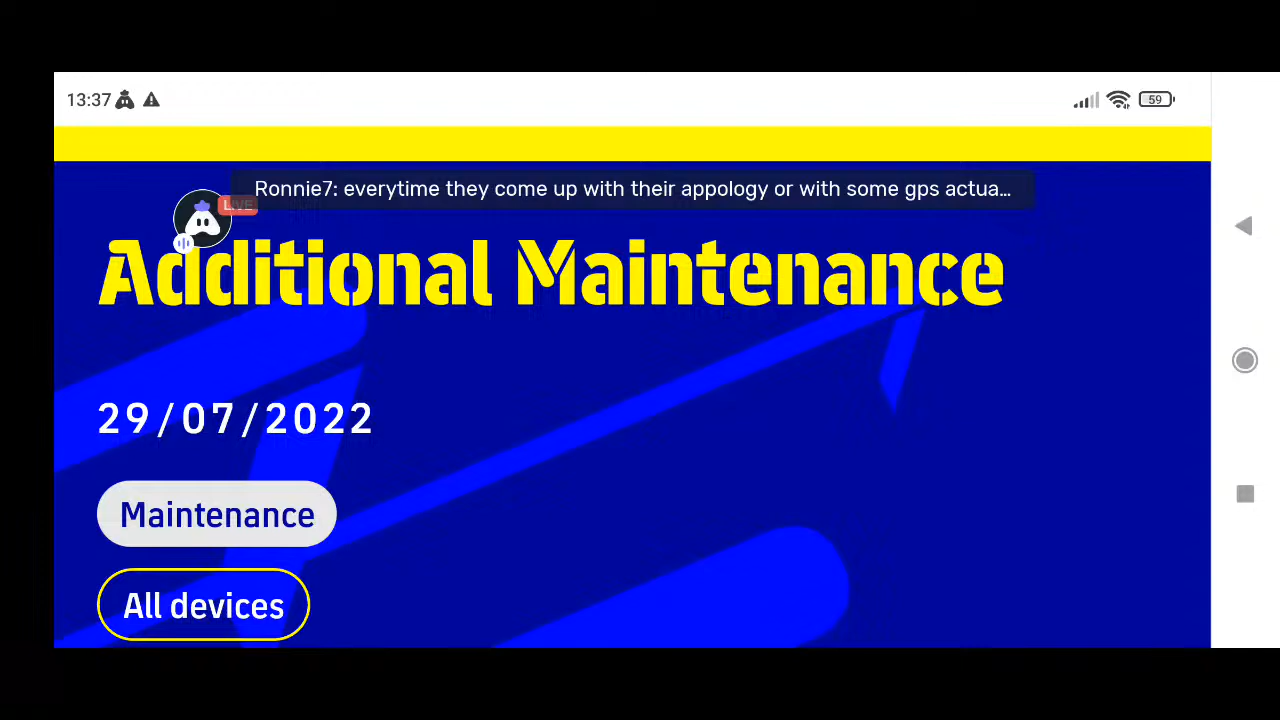 13:37
59
Ronnie7: everytime they come up with their appology or with some gps actua...
LIVE
Additional Maintenance
29/07/2022
Maintenance
All devices